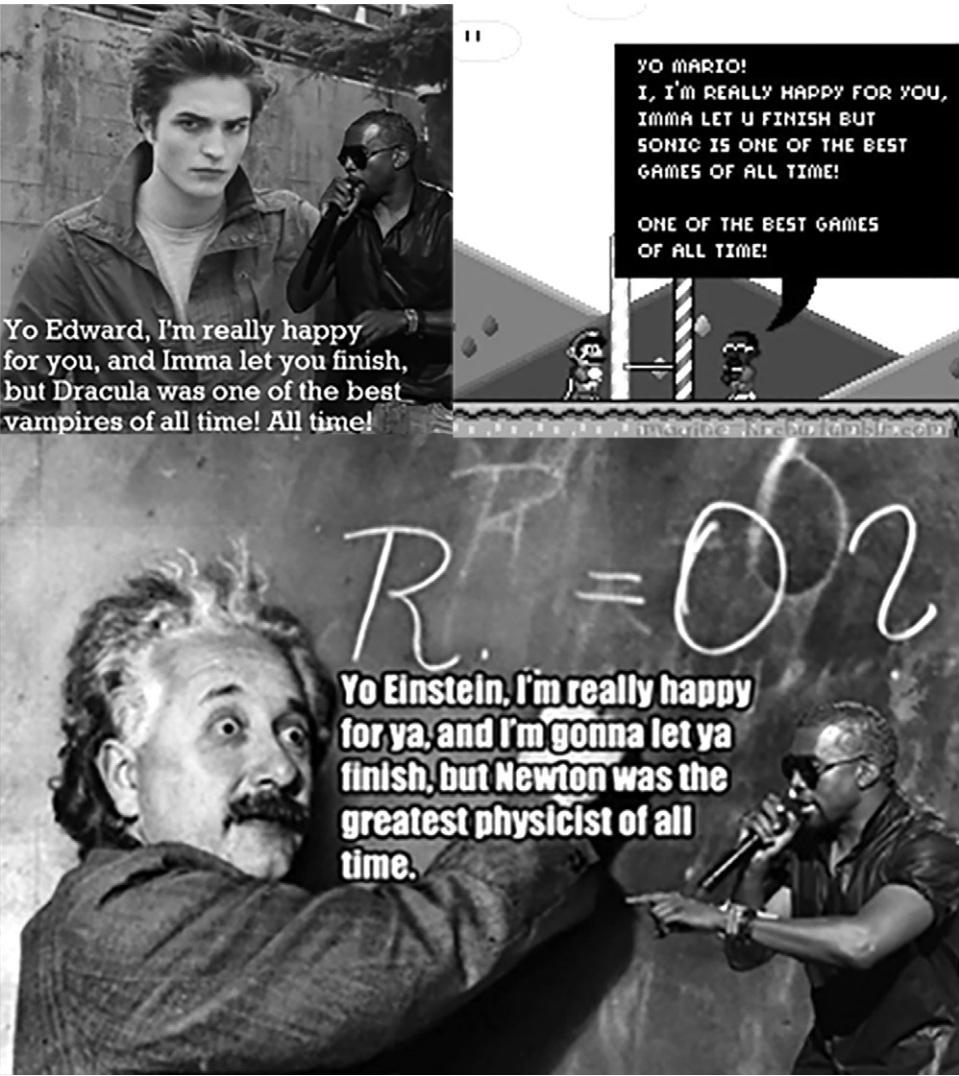 Yo Edward, I'm really happy
for you, and Imma let you finish,
but Dracula was one of the best
vampires of all time! All time!
YO MARIO!
I, I'M REALLY HAPPY FOR YOU,
IMMA LET U FINISH BUT
SONIC IS ONE OF THE BEST
GAMES OF ALL TIME!
ONE OF THE BEST GAMES
OF ALL TIME!
R. = 0
Yo Einstein, I'm really happy
for ya, and I'm gonna let ya
finish, but Newton was the
greatest physicist of all
time.